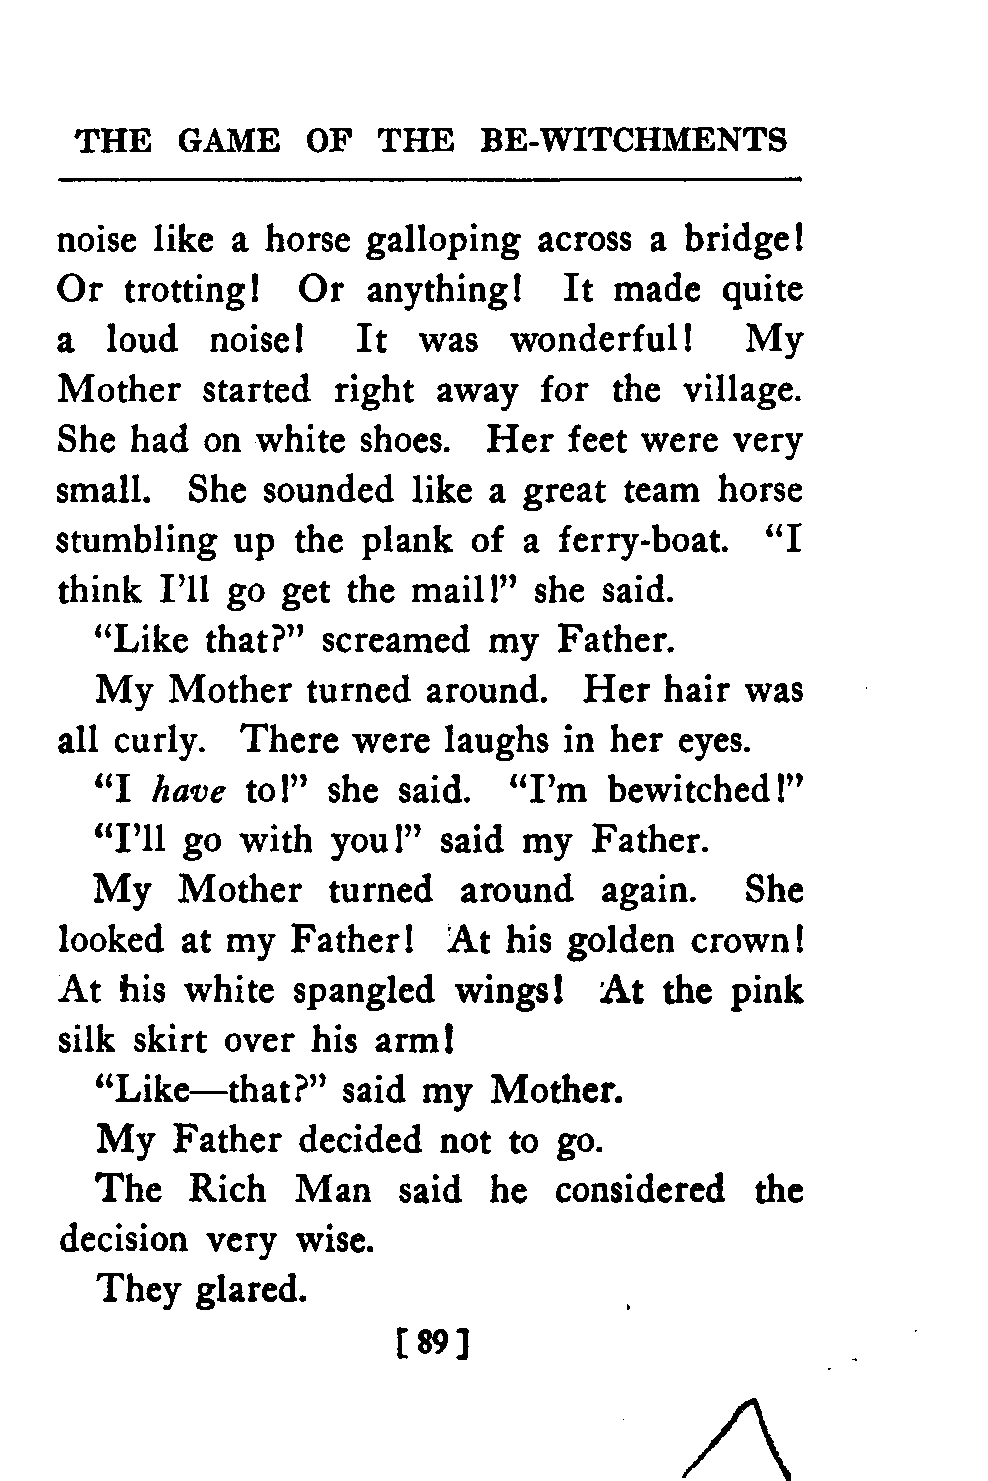 THE GAME OF THE BE-WITCHMENTS
noise like a horse galloping across a bridge!
Or trotting! Or anything! It made quite
a loud noise! It was wonderful! My
Mother started right away for the village.
She had on white shoes. Her feet were very
small. She sounded like a great team horse
stumbling up the plank of a ferry-boat. “I
think I’ll go get the mail!” she said.
“Like that?” screamed my Father.
My Mother turned around. Her hair was
all curly. There were laughs in her eyes.
“I have to!” she said. “I’m bewitched!”
“I’ll go with you!” said my Father.
My Mother turned around again. She
looked at my Father! At his golden crown!
At his white spangled wings! At the pink
silk skirt over his arm!
“Like—that?” said my Mother.
My Father decided not to go.
The Rich Man said he considered the
decision very wise.
They glared.
[ 89 ]